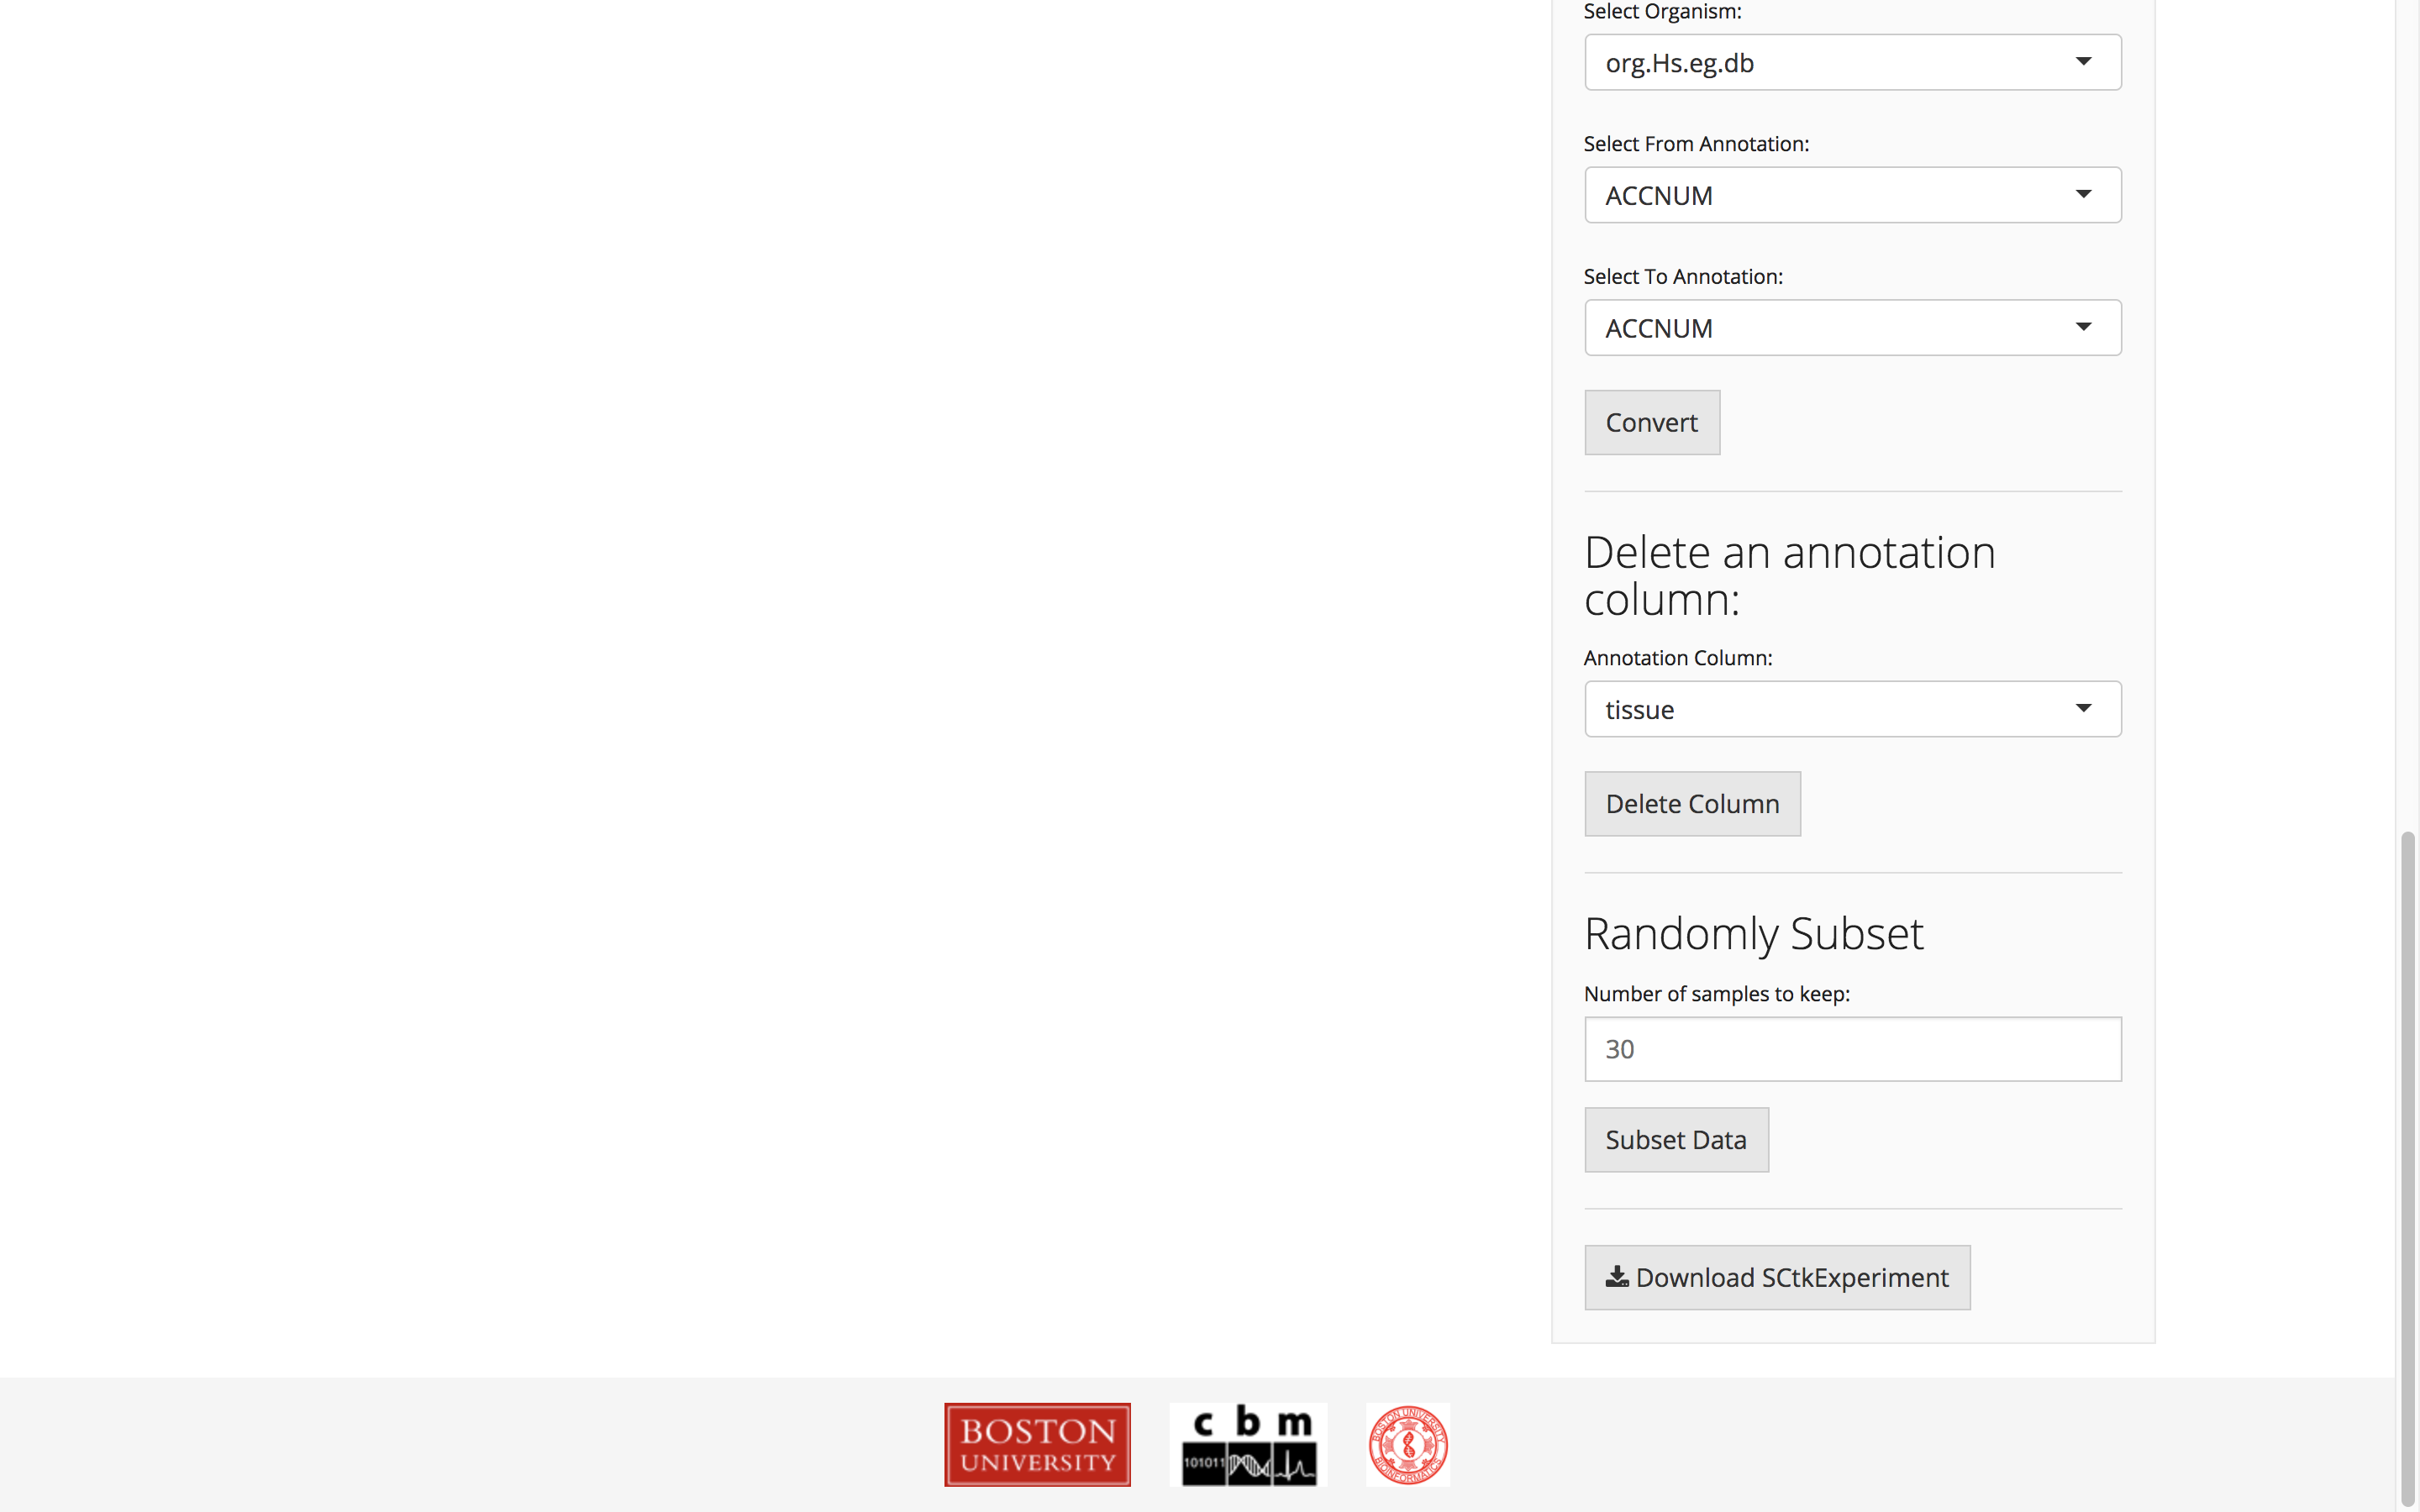 Select Organism:
org.Hs.eg.db
Select From Annotation:
ACCNUM
Select To Annotation:
ACCNUM
Convert
Delete an annotation
column:
Annotation Column:
tissue
Delete Column
Randomly Subset
Number of samples to keep:
30
Subset Data
Download SCtkExperiment
BOSTON
UNIVERSITY
c b m
101011
BOSTON UNIVERSITY
BIOINFORMATICS